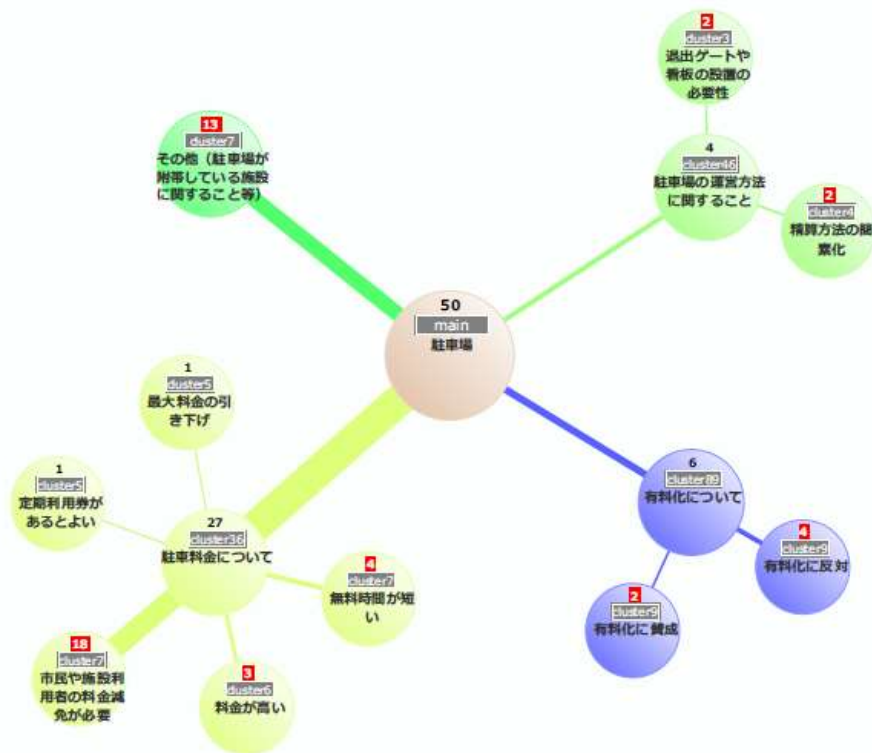 2
cluster3
退出ゲートや
看板の設置の
必要性
13
cluster7
その他（駐車場が
附帯している施設
に関すること等）
4
cluster46
駐車場の運営方法
に関すること
2
cluster4
精算方法の簡
素化
50
main
駐車場
1
cluster5
最大料金の引
き下げ
1
cluster5
定期利用券が
あるとよい
27
cluster36
駐車料金について
6
cluster89
有料化について
4
cluster9
有料化に反対
4
cluster7
無料時間が短
い
2
cluster9
有料化に賛成
18
cluster7
市民や施設利
用者の料金減
免が必要
3
cluster6
料金が高い